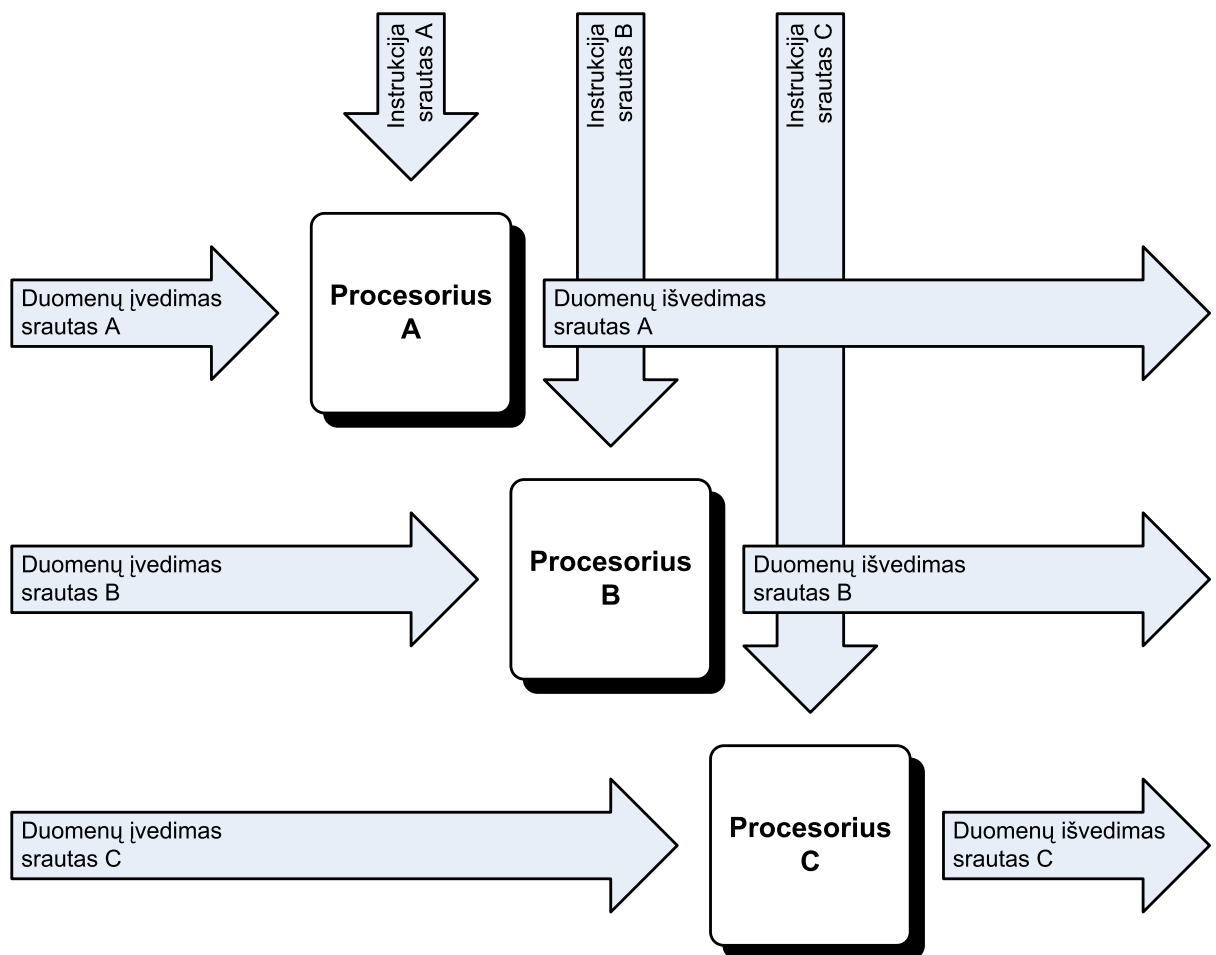 Instrukcija
srautas A
Instrukcija
srautas B
Instrukcija
srautas C
Duomenų įvedimas
srautas A
Procesorius
A
Duomenų išvedimas
srautas A
Duomenų įvedimas
srautas B
Procesorius
B
Duomenų išvedimas
srautas B
Duomenų įvedimas
srautas C
Procesorius
C
Duomenų išvedimas
srautas C